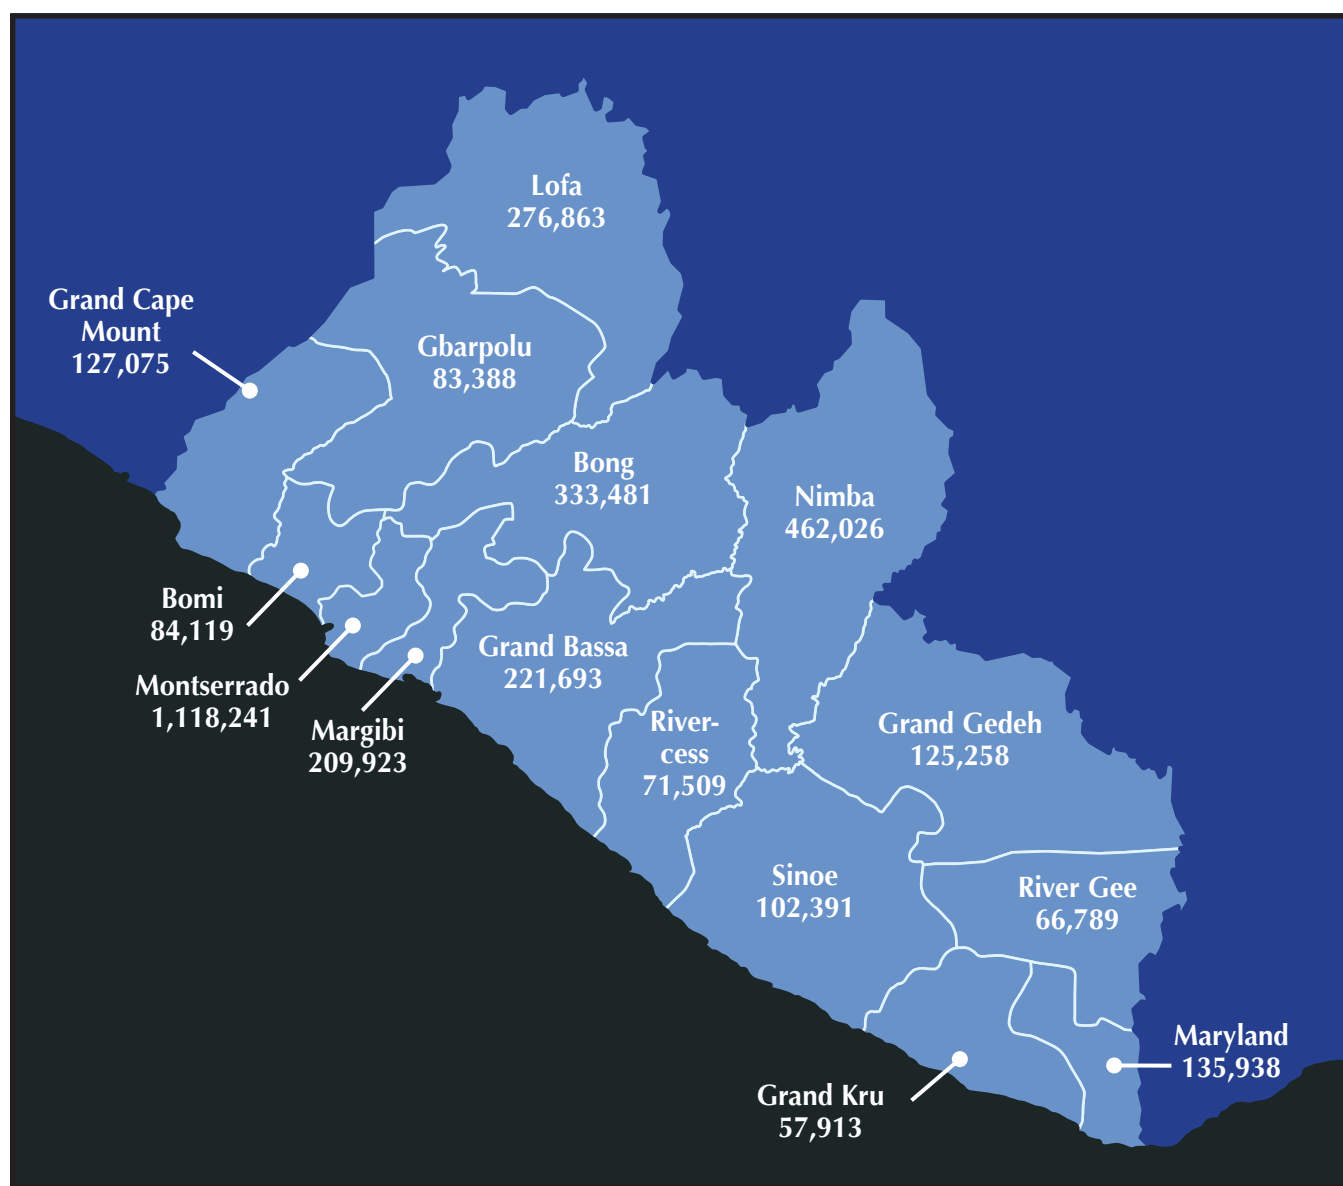 Lofa
276,863
Grand Cape
Mount
127,075
Gbarpolu
83,388
Bong
333,481
Nimba
462,026
Bomi
84,119
Montserrado
1,118,241
Margibi
209,923
Grand Bassa
221,693
River-
cess
71,509
Grand Gedeh
125,258
Sinoe
102,391
River Gee
66,789
Maryland
135,938
Grand Kru
57,913